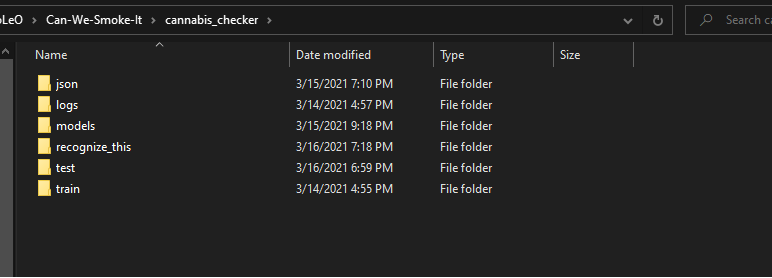 Can-We-Smoke-It > cannabis_checker >
Search ca
Name Date modified Type Size
json 3/15/2021 7:10 PM File folder
logs 3/14/2021 4:57 PM File folder
models 3/15/2021 9:18 PM File folder
recognize_this 3/16/2021 7:18 PM File folder
test 3/16/2021 6:59 PM File folder
train 3/14/2021 4:55 PM File folder